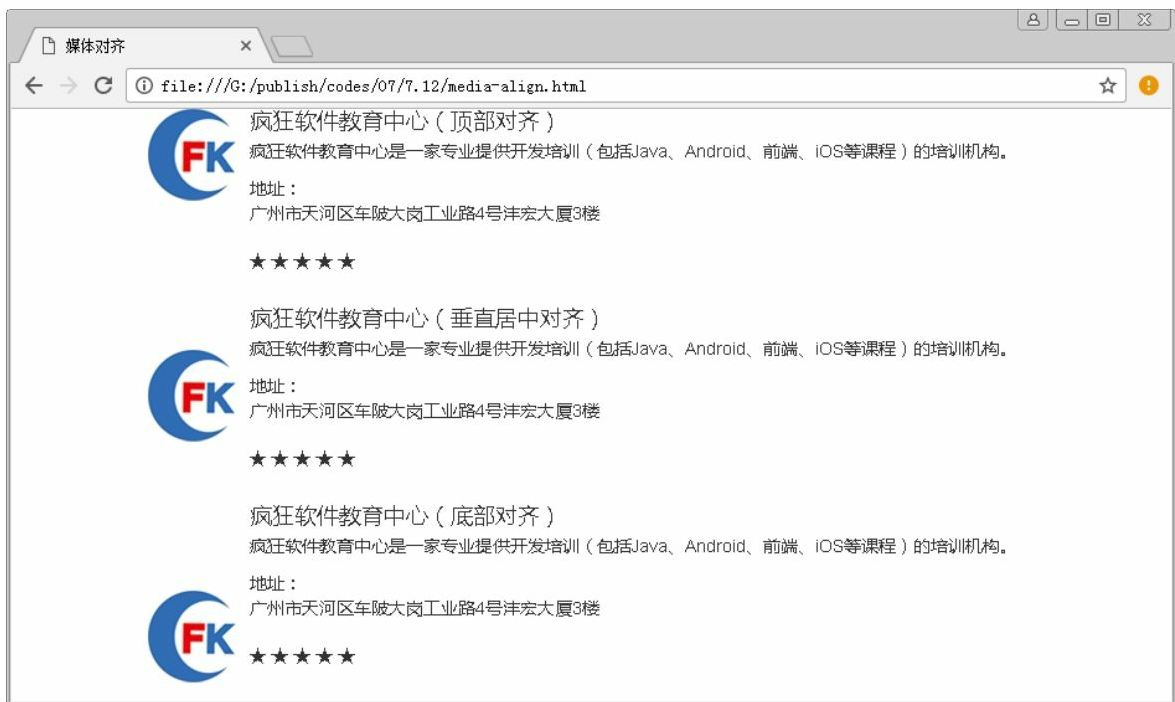 媒体对齐
file:///G:/publish/codes/07/7.12/media-align.html
疯狂软件教育中心(顶部对齐)
FK
疯狂软件教育中心是一家专业提供开发培训(包括Java、Android、前端、iOS等课程)的培训机构。
地址:
广州市天河区车陂大岗工业路4号沣宏大厦3楼
★★★★★
疯狂软件教育中心(垂直居中对齐)
疯狂软件教育中心是一家专业提供开发培训(包括Java、Android、前端、iOS等课程)的培训机构。
FK
地址:
广州市天河区车陂大岗工业路4号沣宏大厦3楼
★★★★★
疯狂软件教育中心(底部对齐)
疯狂软件教育中心是一家专业提供开发培训(包括Java、Android、前端、iOS等课程)的培训机构。
地址:
广州市天河区车陂大岗工业路4号沣宏大厦3楼
FK
★★★★★